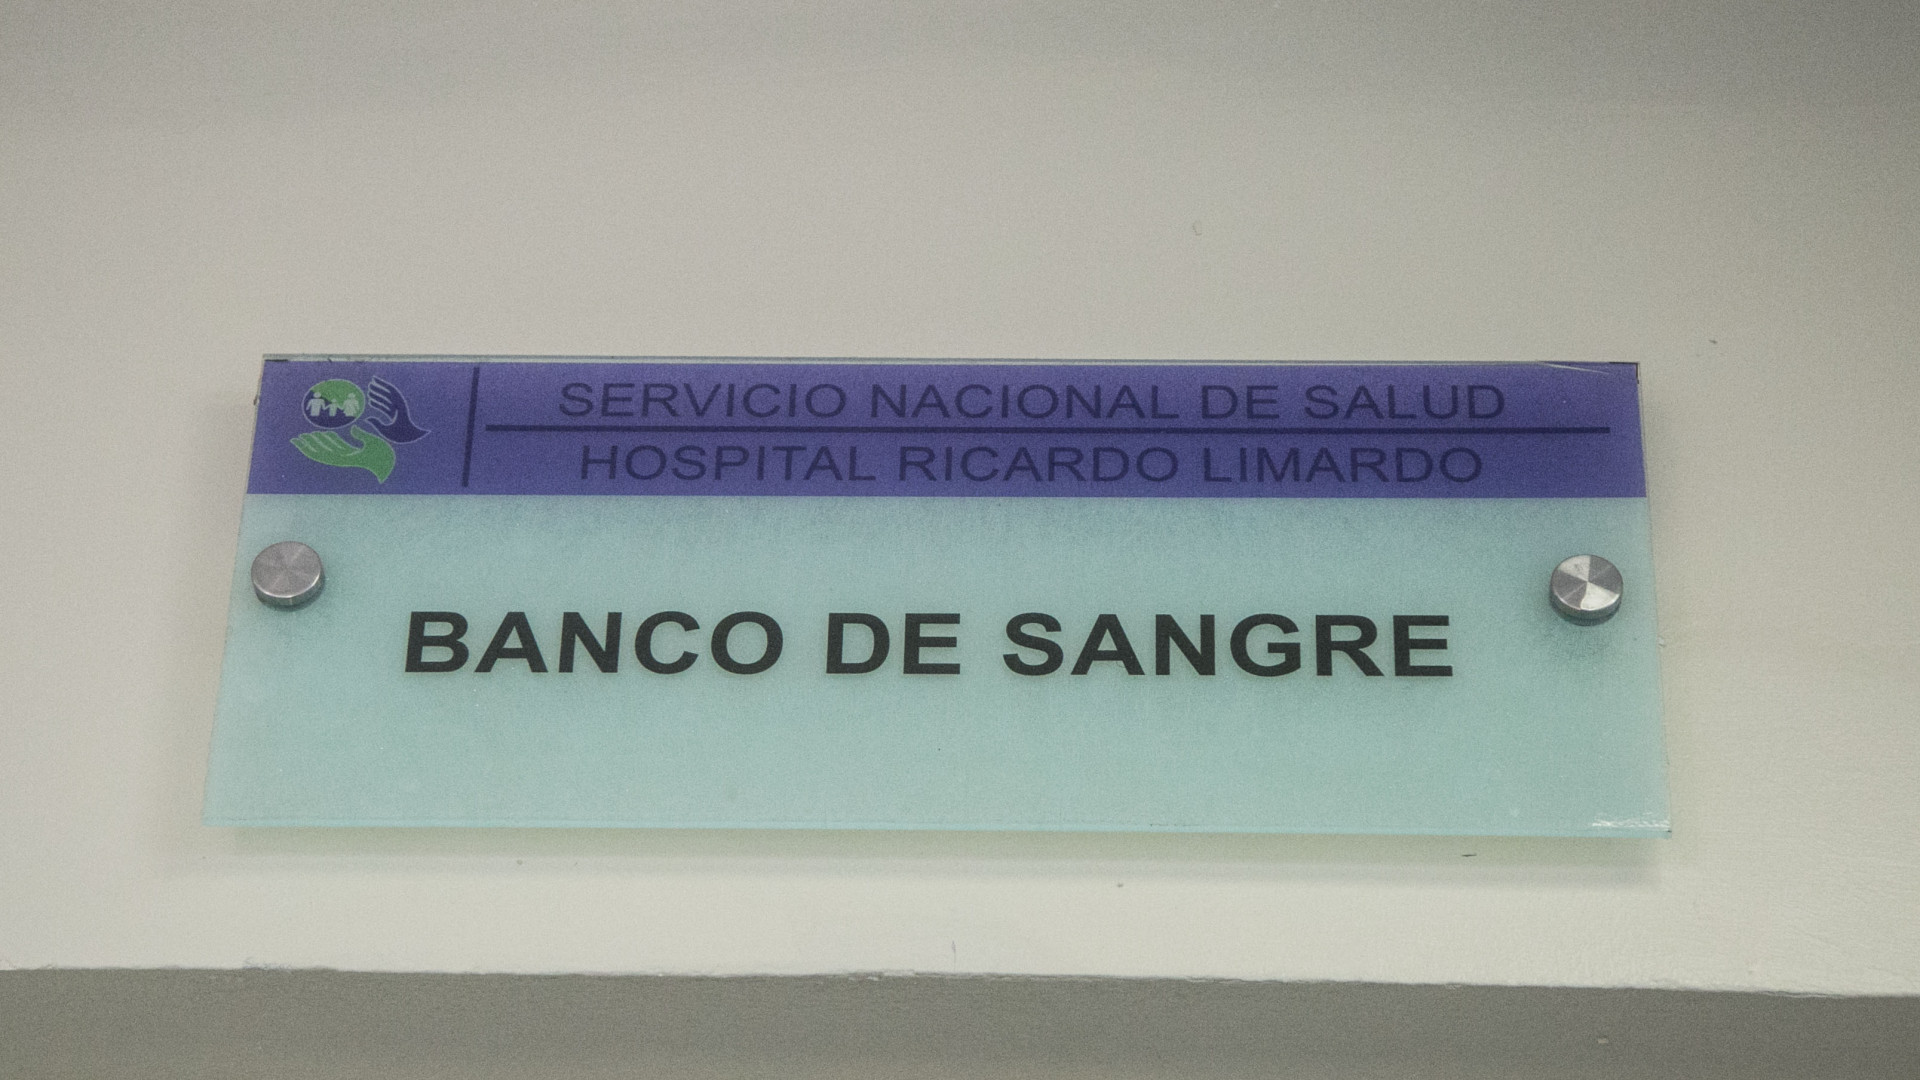 SERVICIO NACIONAL DE SALUD
HOSPITAL RICARDO LIMARDO
BANCO DE SANGRE